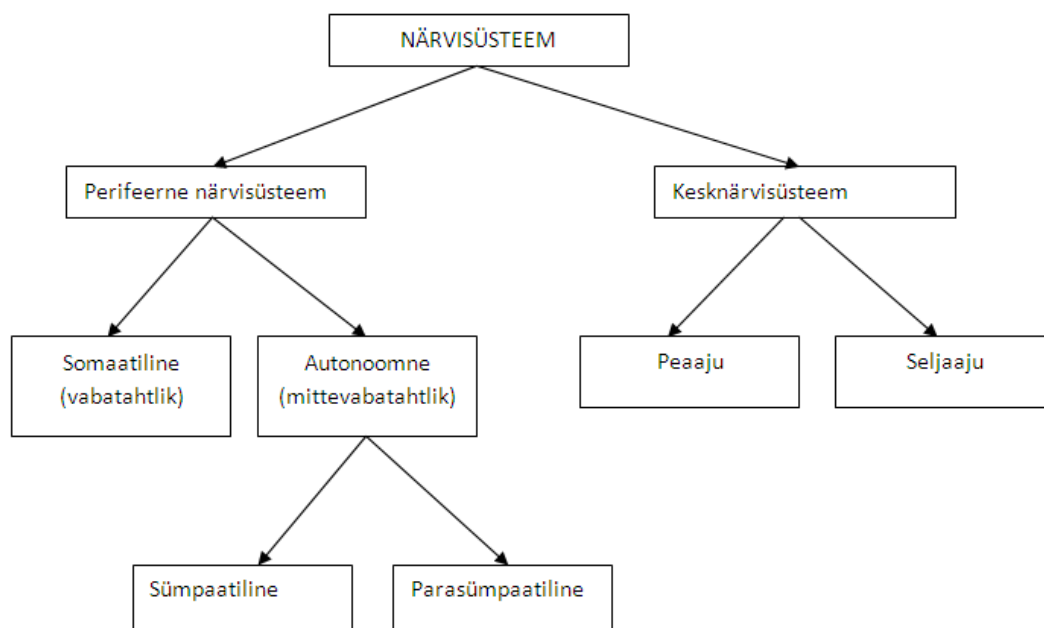 NÄRVISÜSTEEM
Perifeerne närvisüsteem
Kesknärvisüsteem
Somaatiline
(vabatahtlik)
Autonoomne
(mittevabatahtlik)
Peaaju
Seljaaju
Sümpaatiline
Parasümpaatiline